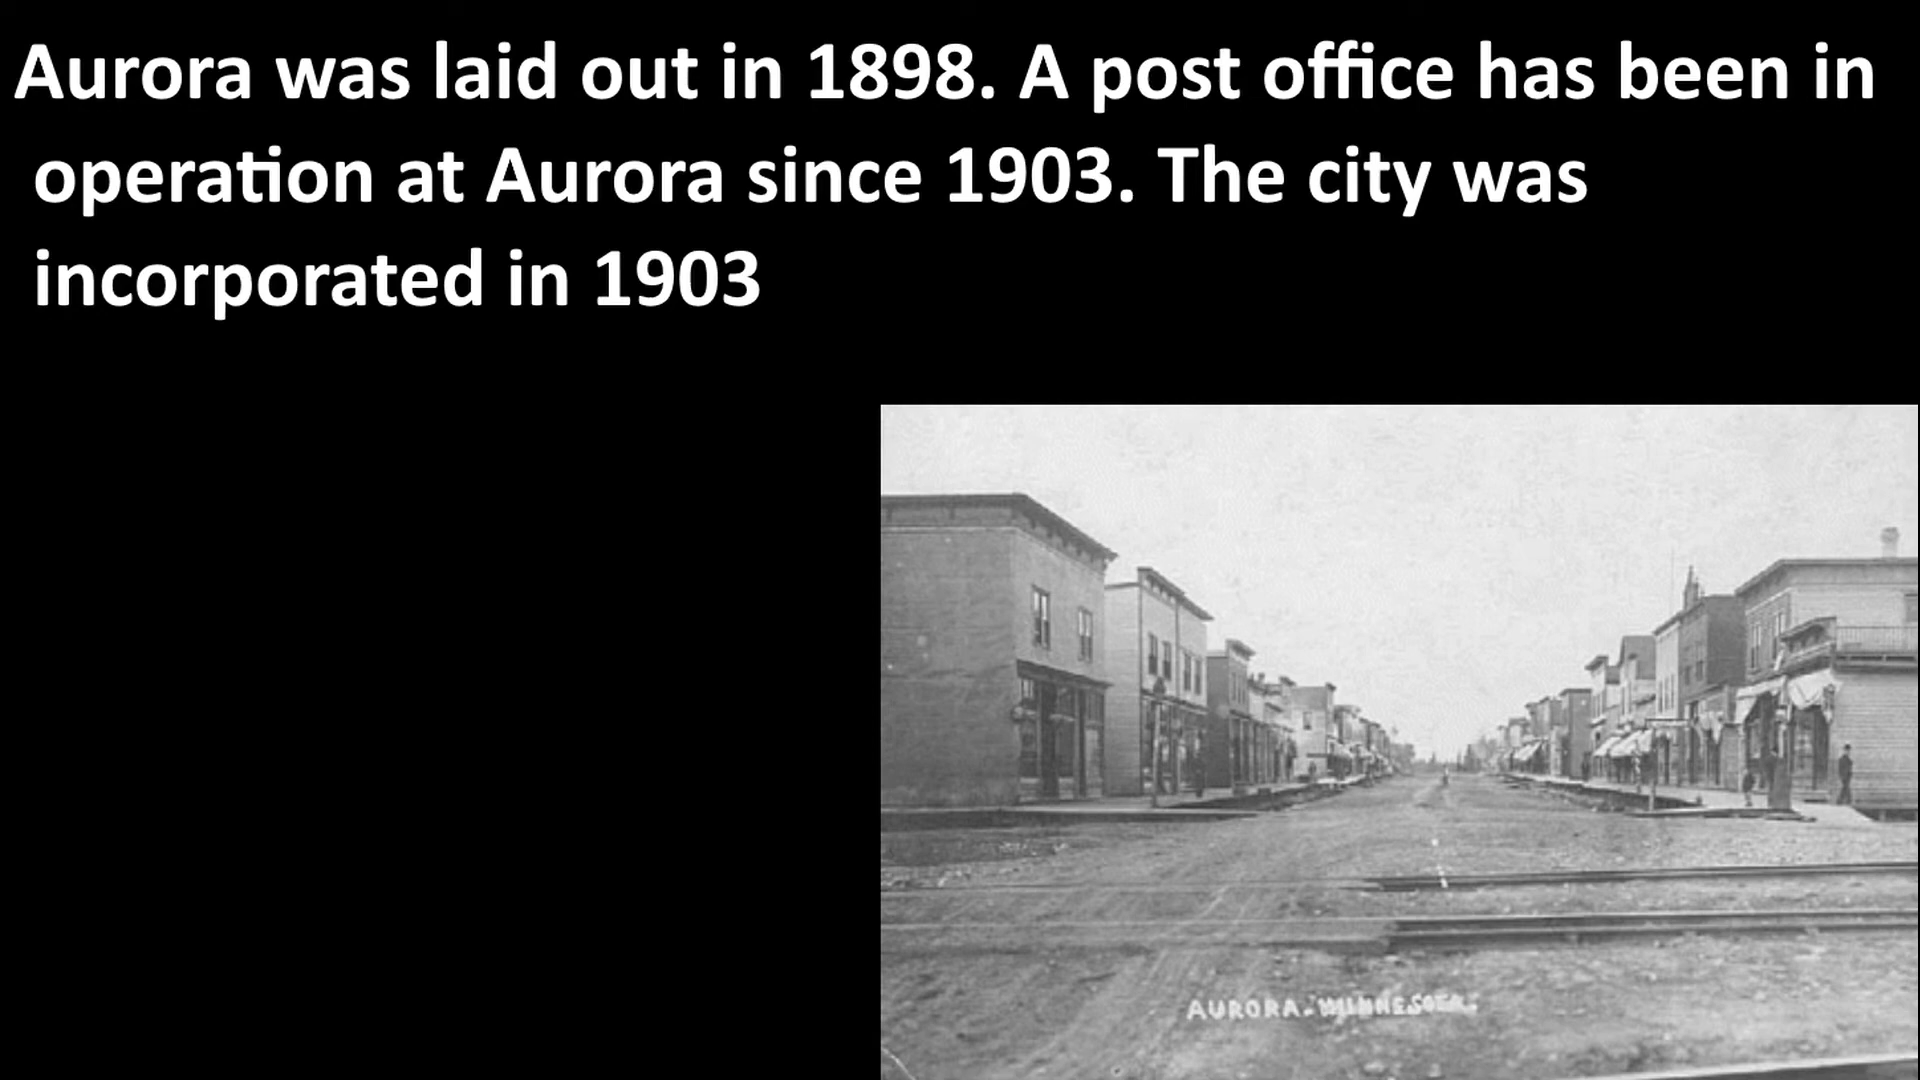 Aurora was laid out in 1898. A post office has been in
operation at Aurora since 1903. The city was
incorporated in 1903
AURORA. MINNESOTA.